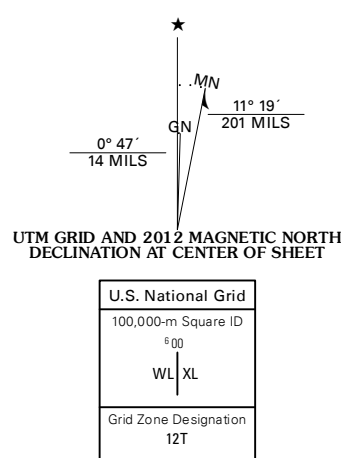 ★
MN
GN
11° 19´
201 MILS
0° 47´
14 MILS
UTM GRID AND 2012 MAGNETIC NORTH
DECLINATION AT CENTER OF SHEET
U.S. National Grid
100,000-m Square ID
⁶00
WL XL
Grid Zone Designation
12T